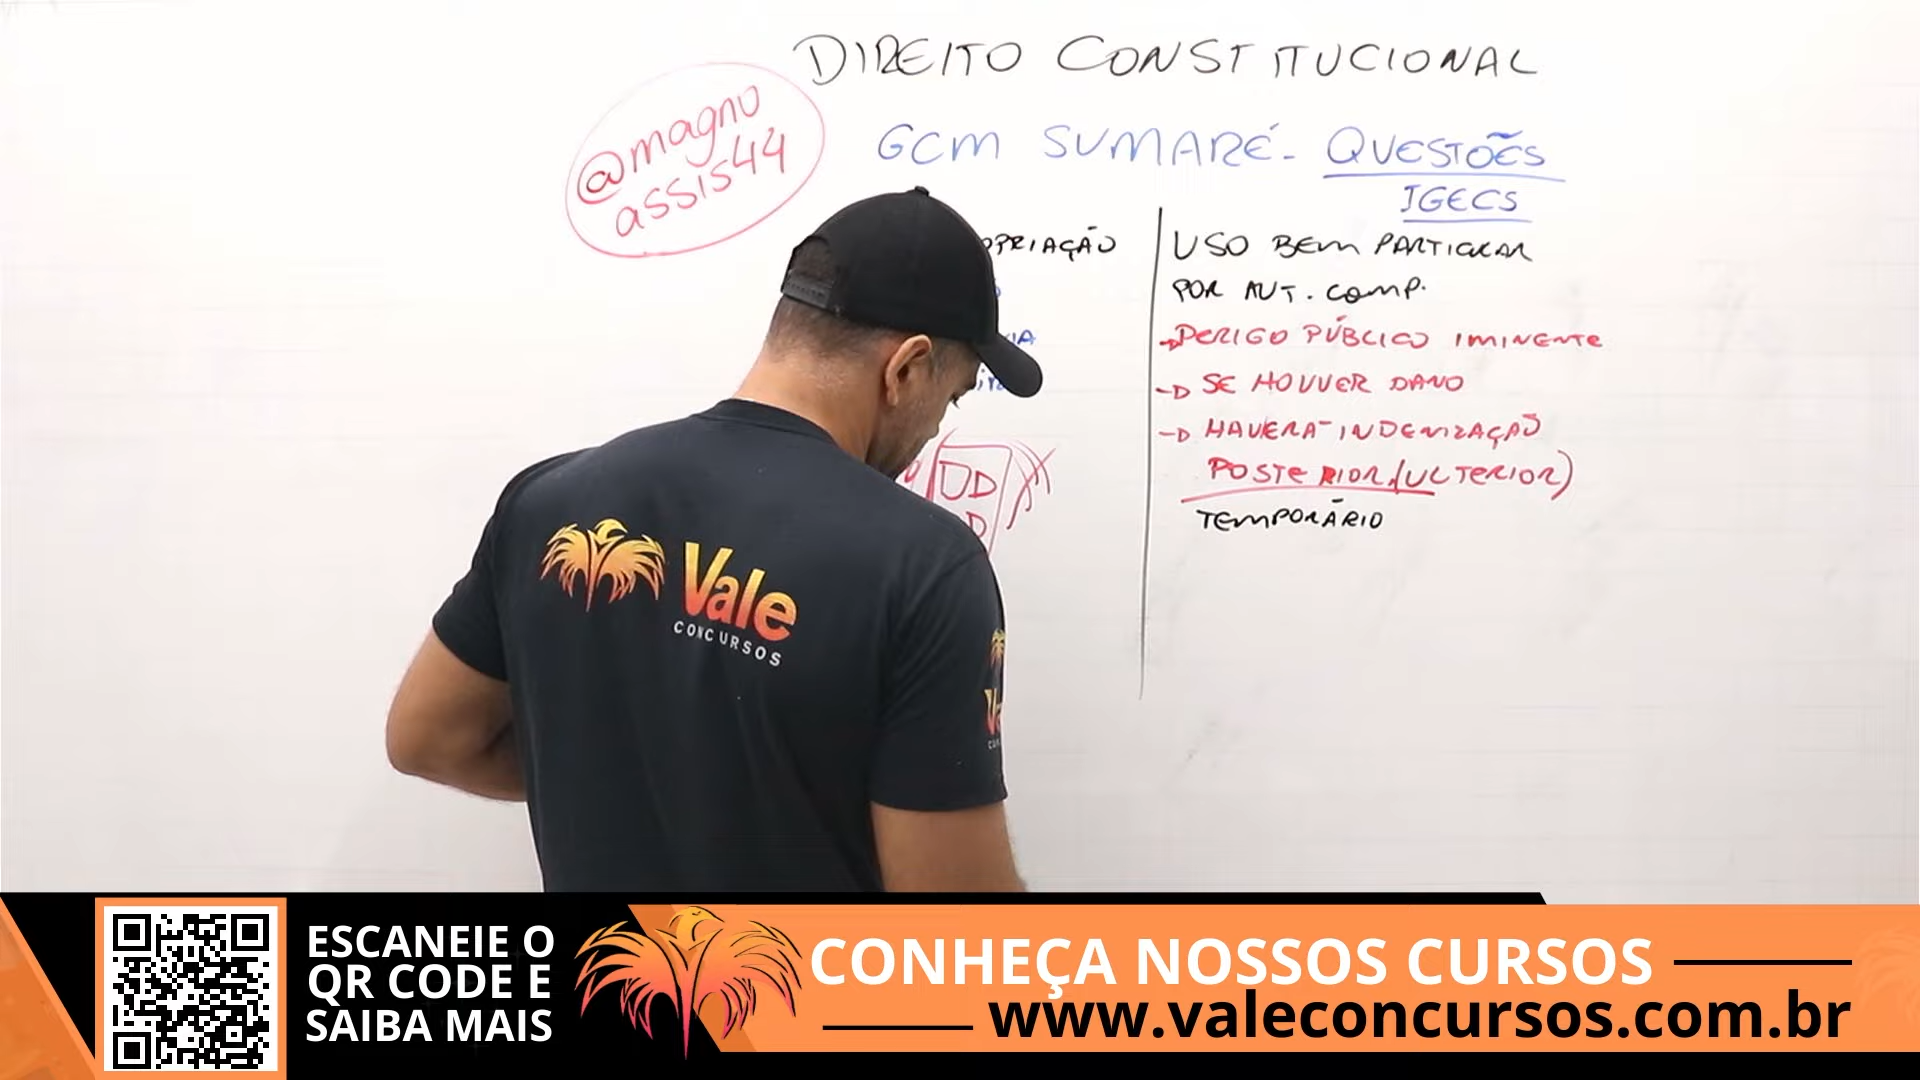 DIREITO CONSTITUCIONAL
@magno
assis44
GCM SUMARÉ - QUESTÕES
IGECS
OPRIAÇÃO
USO BEM PARTICULAR
POR AUT. COMP.
→ PERIGO PÚBLICO IMINENTE
→ SE HOUVER DANO
→ HAVERÁ INDENIZAÇÃO
POSTERIOR (ULTERIOR)
TEMPORÁRIO
DD
D
Vale
CONCURSOS
ESCANEIE O
QR CODE E
SAIBA MAIS
CONHEÇA NOSSOS CURSOS
www.valeconcursos.com.br